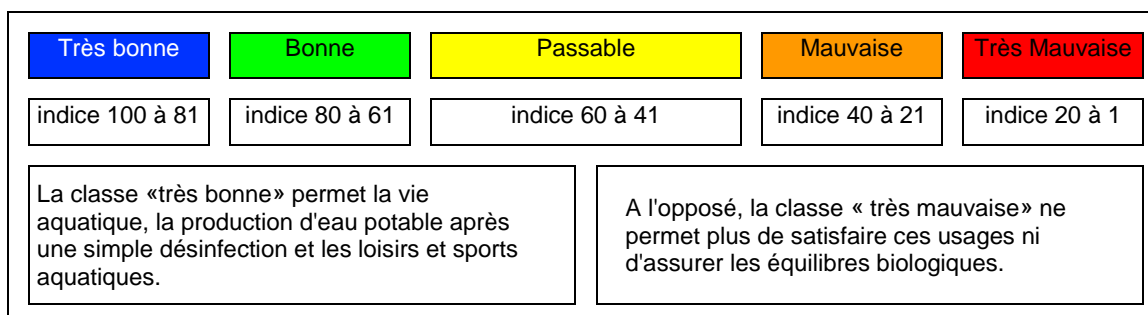 Très bonne
Bonne
Passable
Mauvaise
Très Mauvaise
indice 100 à 81
indice 80 à 61
indice 60 à 41
indice 40 à 21
indice 20 à 1
La classe «très bonne» permet la vie
aquatique, la production d'eau potable après
une simple désinfection et les loisirs et sports
aquatiques.
A l'opposé, la classe « très mauvaise» ne
permet plus de satisfaire ces usages ni
d'assurer les équilibres biologiques.